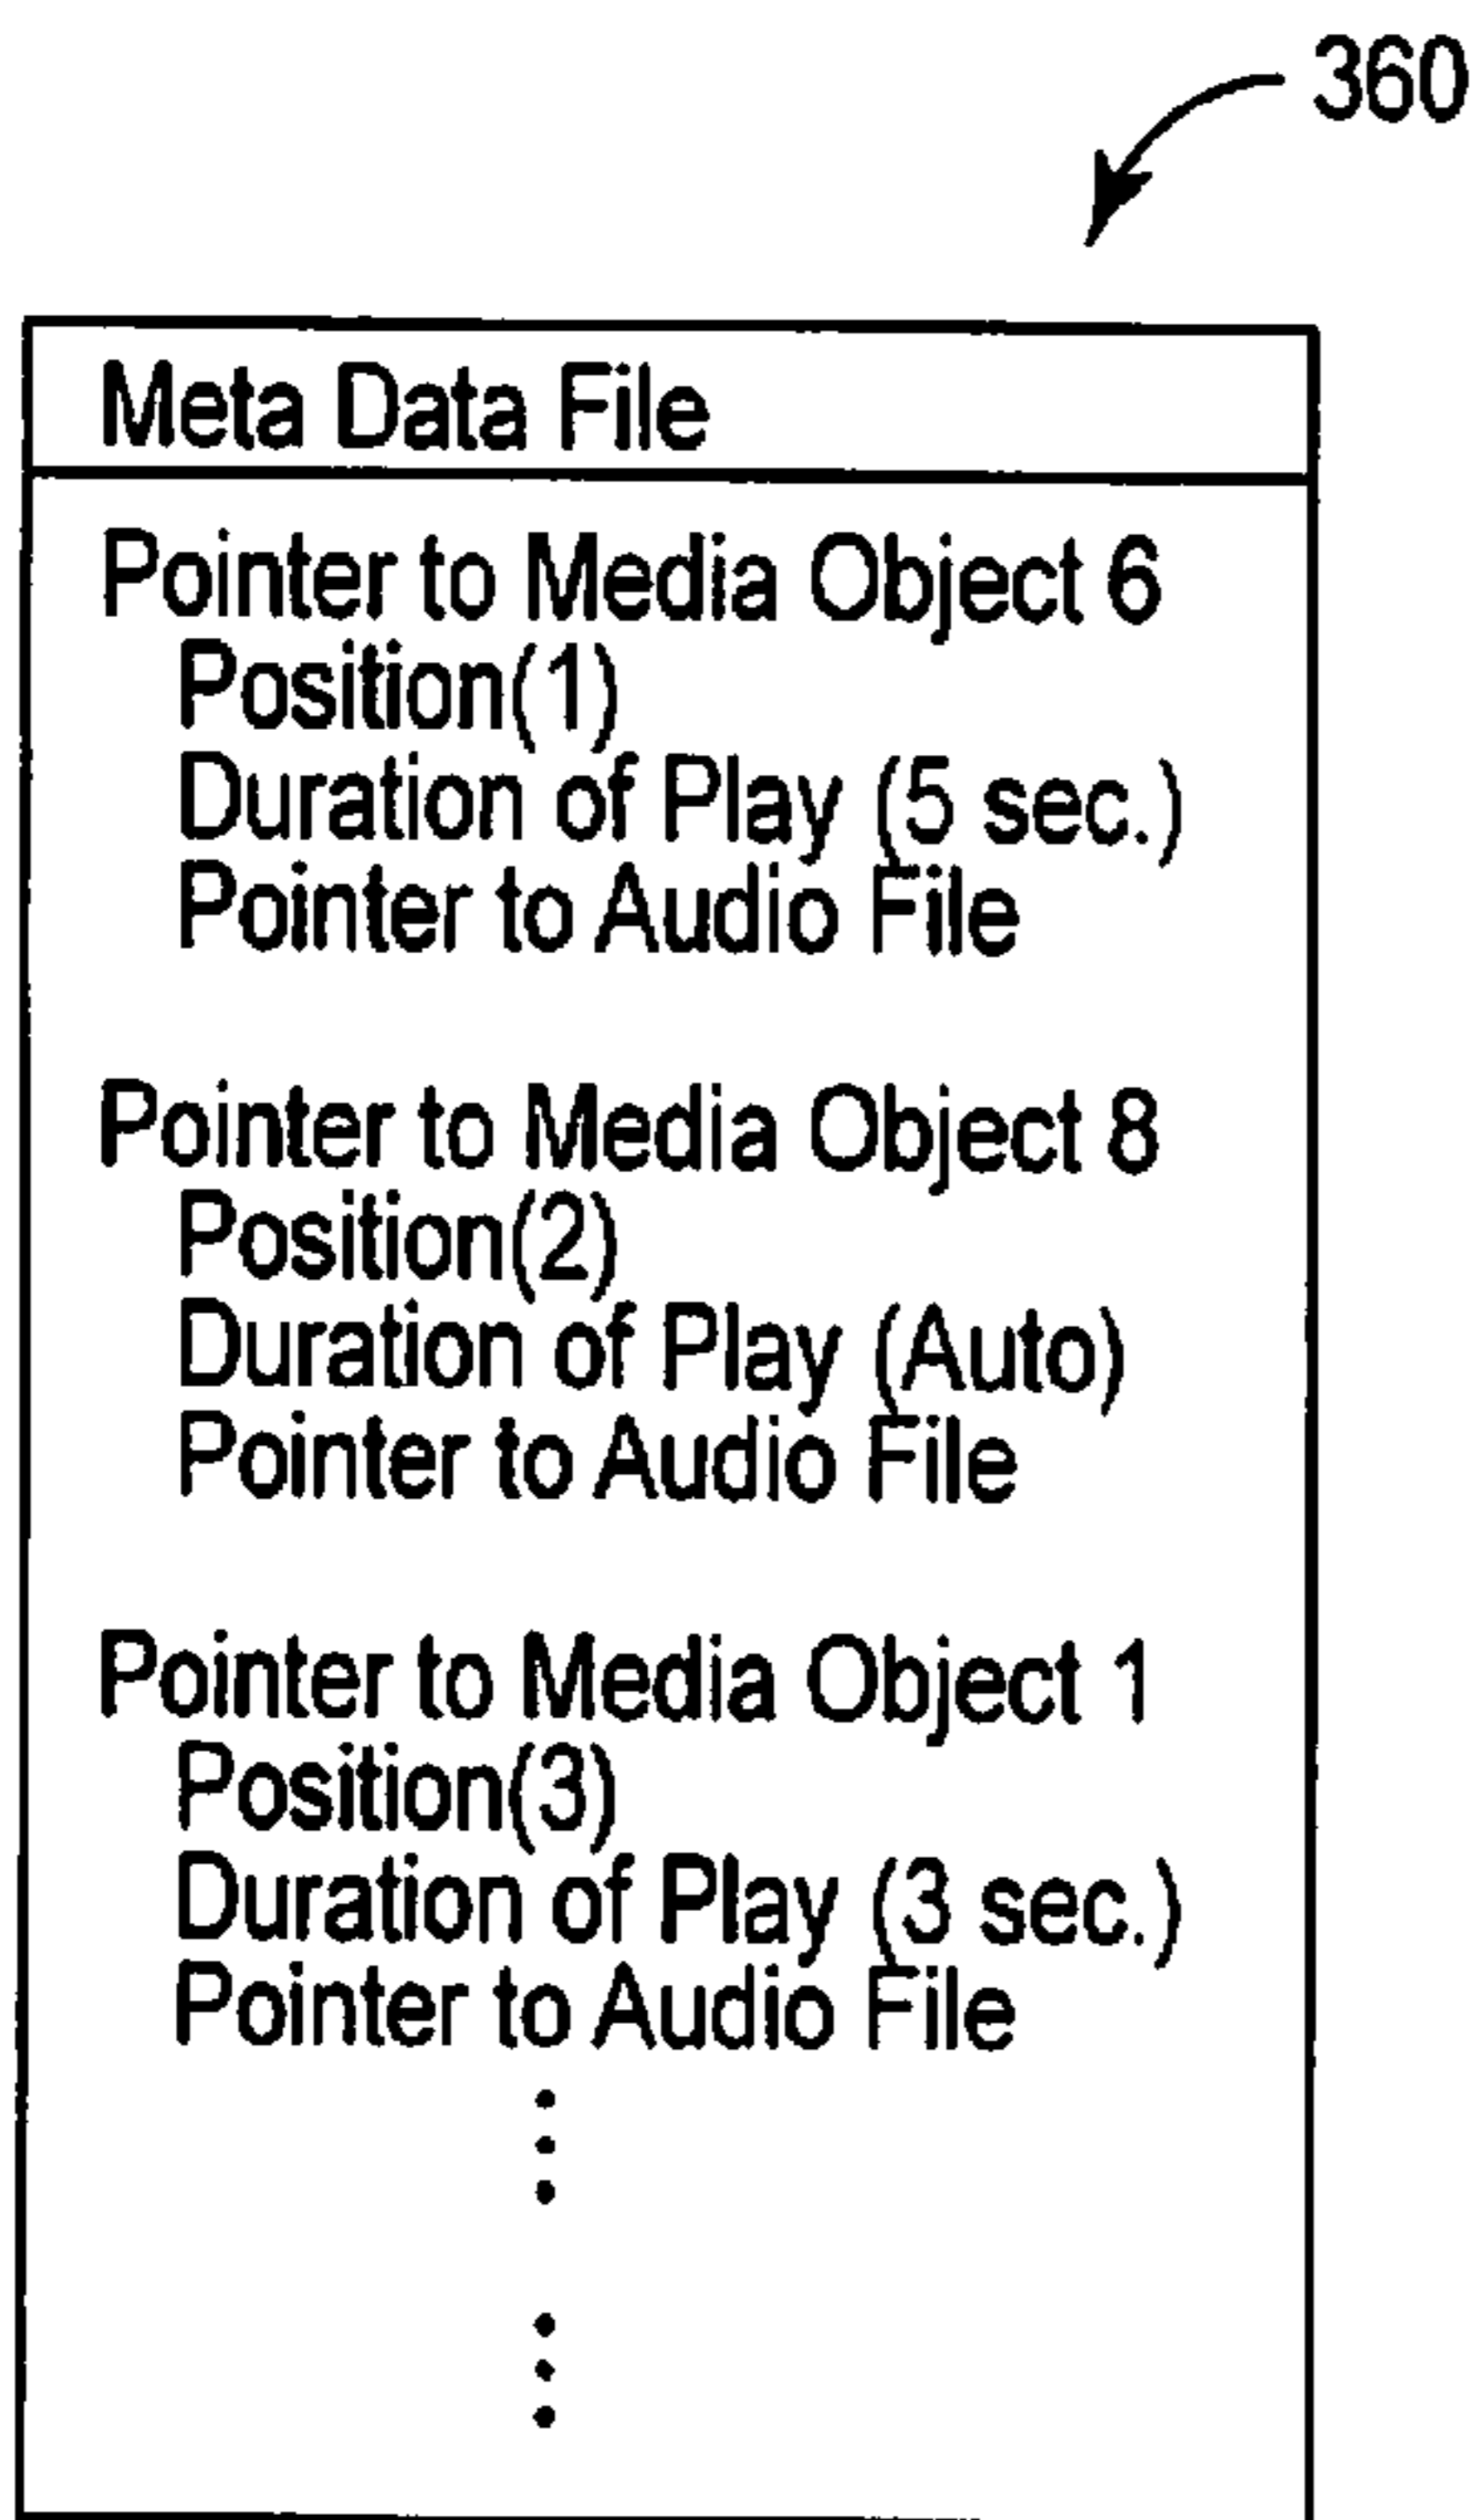 360
Meta Data File
Pointer to Media Object 6
Position(1)
Duration of Play (5 sec.)
Pointer to Audio File
Pointer to Media Object 8
Position(2)
Duration of Play (Auto)
Pointer to Audio File
Pointer to Media Object 1
Position(3)
Duration of Play (3 sec.)
Pointer to Audio File